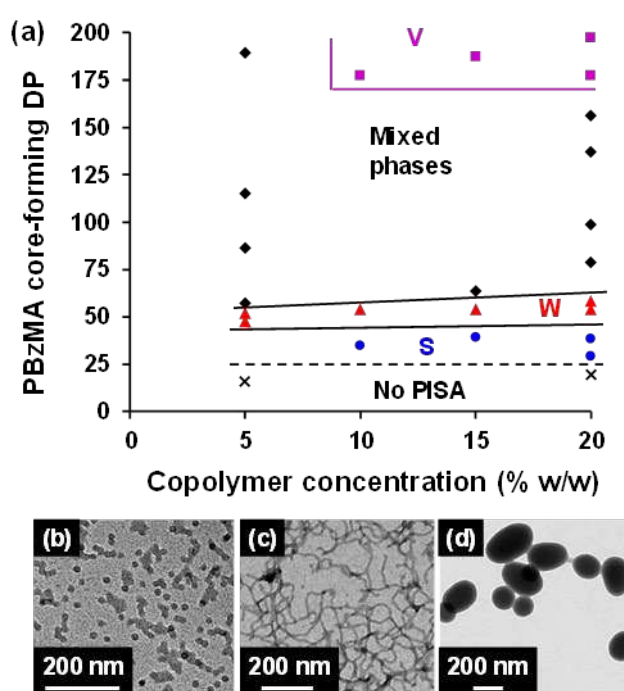 (a)
PBzMA core-forming DP
200
175
150
125
100
75
50
25
0
V
Mixed
phases
W
S
No PISA
0 5 10 15 20
Copolymer concentration (% w/w)
(b) (c) (d)
200 nm 200 nm 200 nm